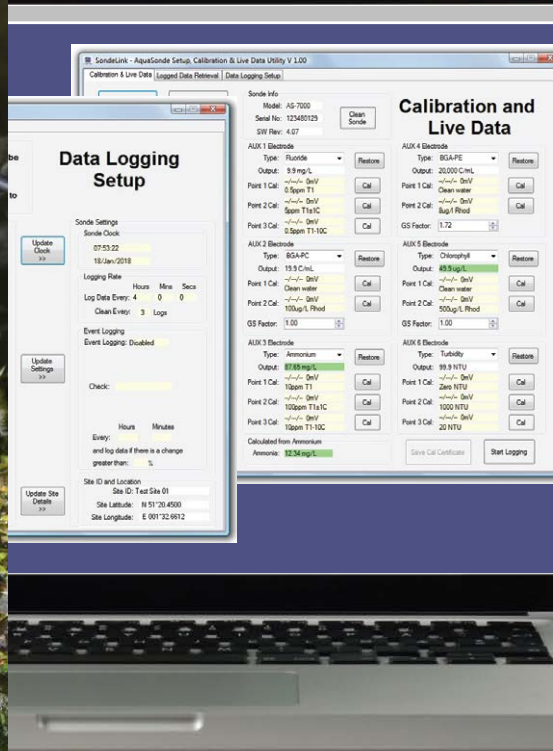 SondeLink - AquaSonde Setup, Calibration & Live Data Utility V 1.00
Calibration & Live Data Logged Data Retrieval Data Logging Setup
Sonde Info
Model: AS-7000
Serial No: 123480129
SW Rev: 4.07
Clean
Sonde
Calibration and
Live Data
AUX 1 Electrode
Type: Fluoride
Restore
Output: 9.9 mg/L
Point 1 Cal: --/--/-- 0mV
0.5ppm T1
Cal
Point 2 Cal: --/--/-- 0mV
5ppm T1±1C
Cal
Point 3 Cal: --/--/-- 0mV
0.5ppm T1-10C
Cal
AUX 2 Electrode
Type: BGA-PC
Restore
Output: 19.9 C/mL
Point 1 Cal: --/--/-- 0mV
Clean water
Cal
Point 2 Cal: --/--/-- 0mV
100ug/L Rhod
Cal
GS Factor: 1.00
AUX 3 Electrode
Type: Ammonium
Restore
Output: 87.65 mg/L
Point 1 Cal: --/--/-- 0mV
10ppm T1
Cal
Point 2 Cal: --/--/-- 0mV
100ppm T1±1C
Cal
Point 3 Cal: --/--/-- 0mV
10ppm T1-10C
Cal
Calculated from Ammonium
Ammonia: 12.34 mg/L
AUX 4 Electrode
Type: BGA-PE
Restore
Output: 20,000 C/mL
Point 1 Cal: --/--/-- 0mV
Clean water
Cal
Point 2 Cal: --/--/-- 0mV
8ug/l Rhod
Cal
GS Factor: 1.72
AUX 5 Electrode
Type: Chlorophyll
Restore
Output: 49.9 ug/L
Point 1 Cal: --/--/-- 0mV
Clean water
Cal
Point 2 Cal: --/--/-- 0mV
500ug/L Rhod
Cal
GS Factor: 1.00
AUX 6 Electrode
Type: Turbidity
Restore
Output: 99.9 NTU
Point 1 Cal: --/--/-- 0mV
Zero NTU
Cal
Point 2 Cal: --/--/-- 0mV
1000 NTU
Cal
Point 3 Cal: --/--/-- 0mV
20 NTU
Cal
Save Cal Certificate
Start Logging
be
to
Data Logging
Setup
Sonde Settings
Sonde Clock
Update
Clock
>>
07:53:22
18/Jan/2018
Logging Rate
Hours Mins Secs
Log Data Every: 4 0 0
Clean Every: 3 Logs
Event Logging
Event Logging: Disabled
Update
Settings
>>
Check:
Hours Minutes
Every:
and log data if there is a change
greater than: %
Site ID and Location
Update Site
Details
>>
Site ID: Test Site 01
Site Latitude: N 51°20.4500
Site Longitude: E 001°32.6612